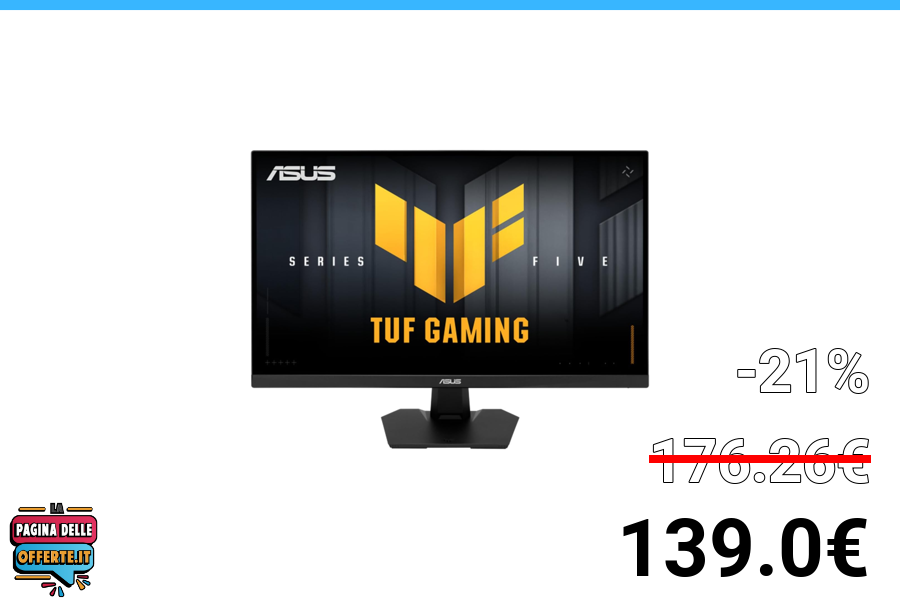 ASUS
SERIES FIVE
TUF GAMING
ASUS
-21%
176.26€
139.0€
LA
PAGINA DELLE
OFFERTE.IT